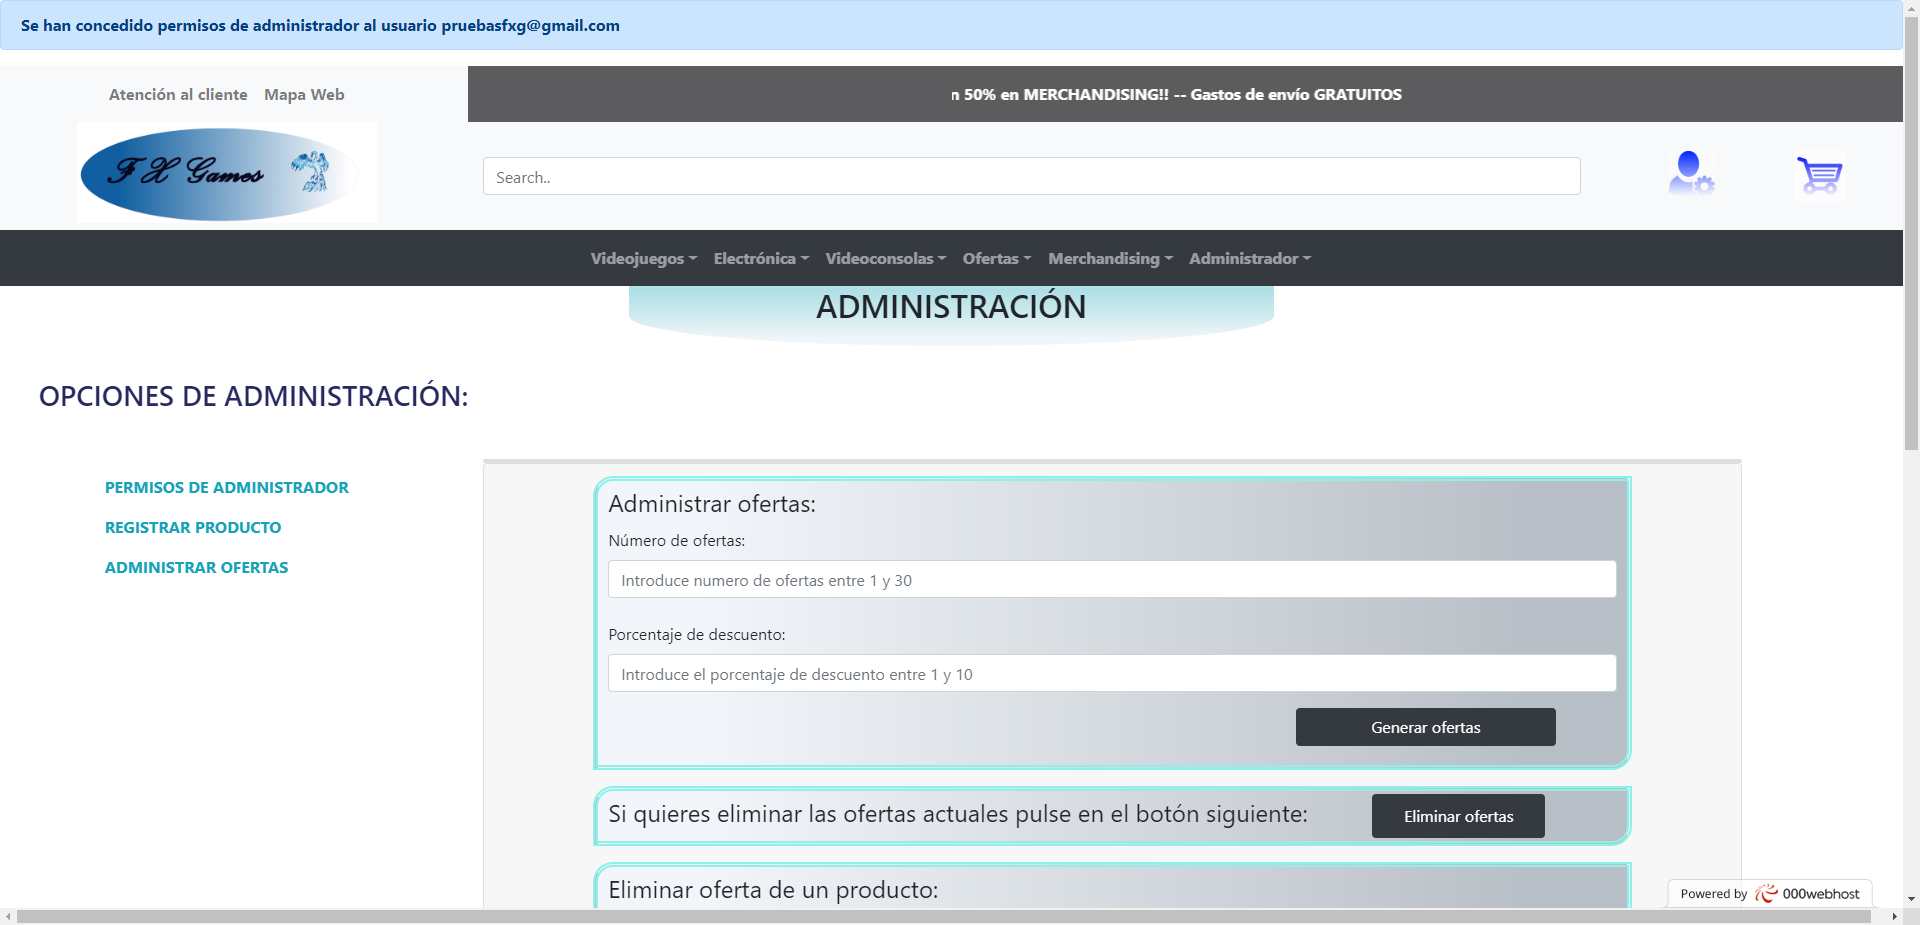 Se han concedido permisos de administrador al usuario pruebasfxg@gmail.com
Atención al cliente Mapa Web
n 50% en MERCHANDISING!! -- Gastos de envío GRATUITOS
F X Games
Search..
Videojuegos Electrónica Videoconsolas Ofertas Merchandising Administrador
ADMINISTRACIÓN
OPCIONES DE ADMINISTRACIÓN:
PERMISOS DE ADMINISTRADOR
REGISTRAR PRODUCTO
ADMINISTRAR OFERTAS
Administrar ofertas:
Número de ofertas:
Introduce numero de ofertas entre 1 y 30
Porcentaje de descuento:
Introduce el porcentaje de descuento entre 1 y 10
Generar ofertas
Si quieres eliminar las ofertas actuales pulse en el botón siguiente:
Eliminar ofertas
Eliminar oferta de un producto:
Powered by 000webhost